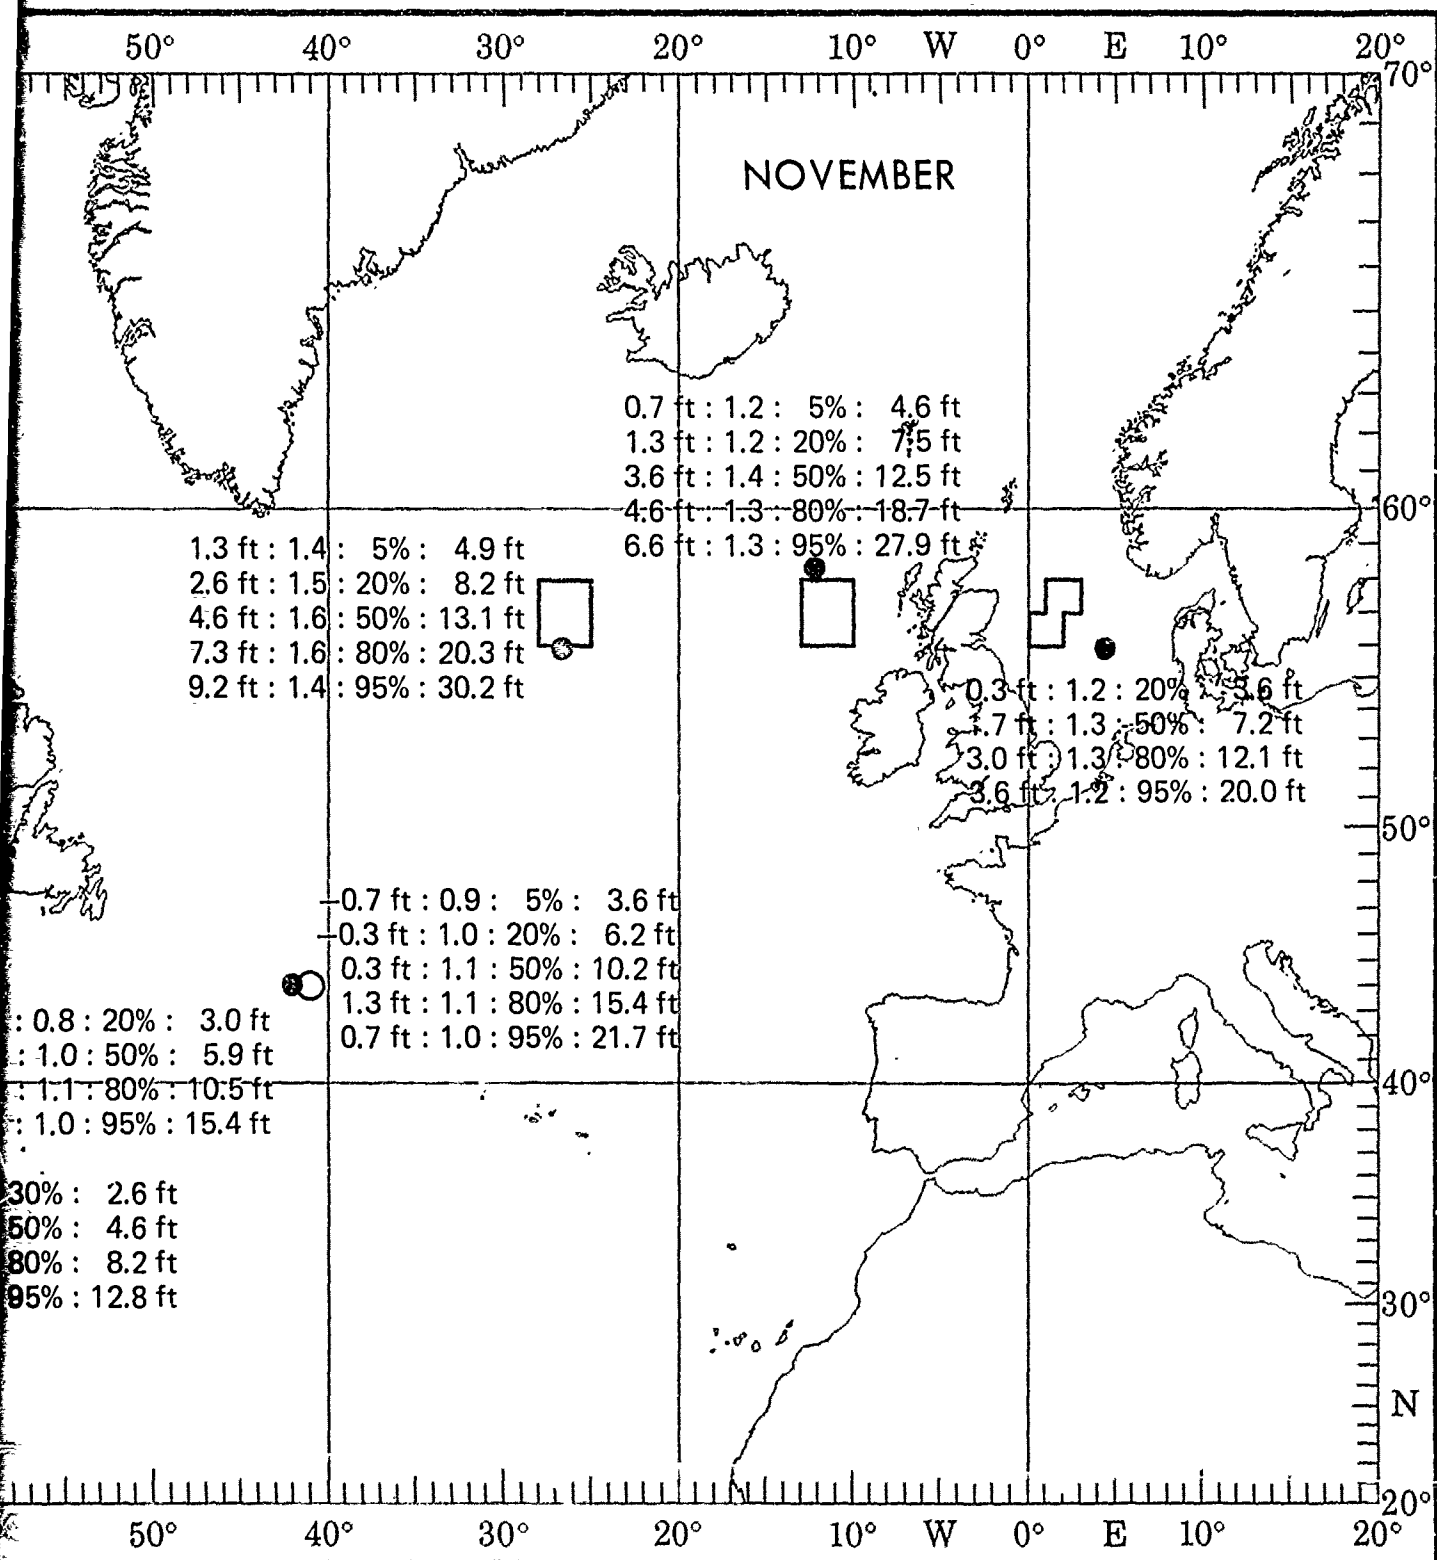 50° 40° 30° 20° 10° W 0° E 10° 20°
70°
NOVEMBER
0.7 ft : 1.2 : 5% : 4.6 ft
1.3 ft : 1.2 : 20% : 7.5 ft
3.6 ft : 1.4 : 50% : 12.5 ft
4.6 ft : 1.3 : 80% : 18.7 ft
6.6 ft : 1.3 : 95% : 27.9 ft
60°
1.3 ft : 1.4 : 5% : 4.9 ft
2.6 ft : 1.5 : 20% : 8.2 ft
4.6 ft : 1.6 : 50% : 13.1 ft
7.3 ft : 1.6 : 80% : 20.3 ft
9.2 ft : 1.4 : 95% : 30.2 ft
0.3 ft : 1.2 : 20% : 3.6 ft
.7 ft : 1.3 : 50% : 7.2 ft
3.0 ft : 1.3 : 80% : 12.1 ft
3.6 ft : 1.2 : 95% : 20.0 ft
50°
–0.7 ft : 0.9 : 5% : 3.6 ft
–0.3 ft : 1.0 : 20% : 6.2 ft
0.3 ft : 1.1 : 50% : 10.2 ft
1.3 ft : 1.1 : 80% : 15.4 ft
0.7 ft : 1.0 : 95% : 21.7 ft
: 0.8 : 20% : 3.0 ft
: 1.0 : 50% : 5.9 ft
: 1.1 : 80% : 10.5 ft
: 1.0 : 95% : 15.4 ft
40°
30% : 2.6 ft
50% : 4.6 ft
80% : 8.2 ft
95% : 12.8 ft
30°
N
20°
50° 40° 30° 20° 10° W 0° E 10° 20°